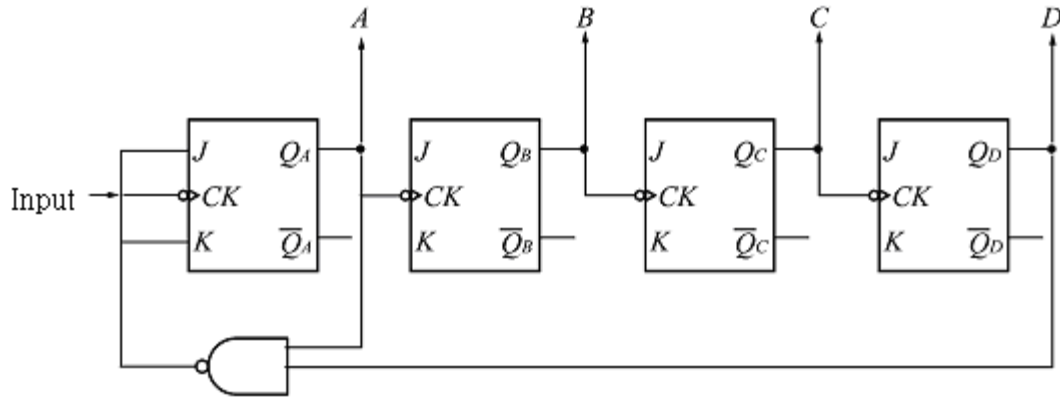 A B C D
J Q_A J Q_B J Q_C J Q_D
Input CK CK CK CK
K Q̅_A K Q̅_B K Q̅_C K Q̅_D